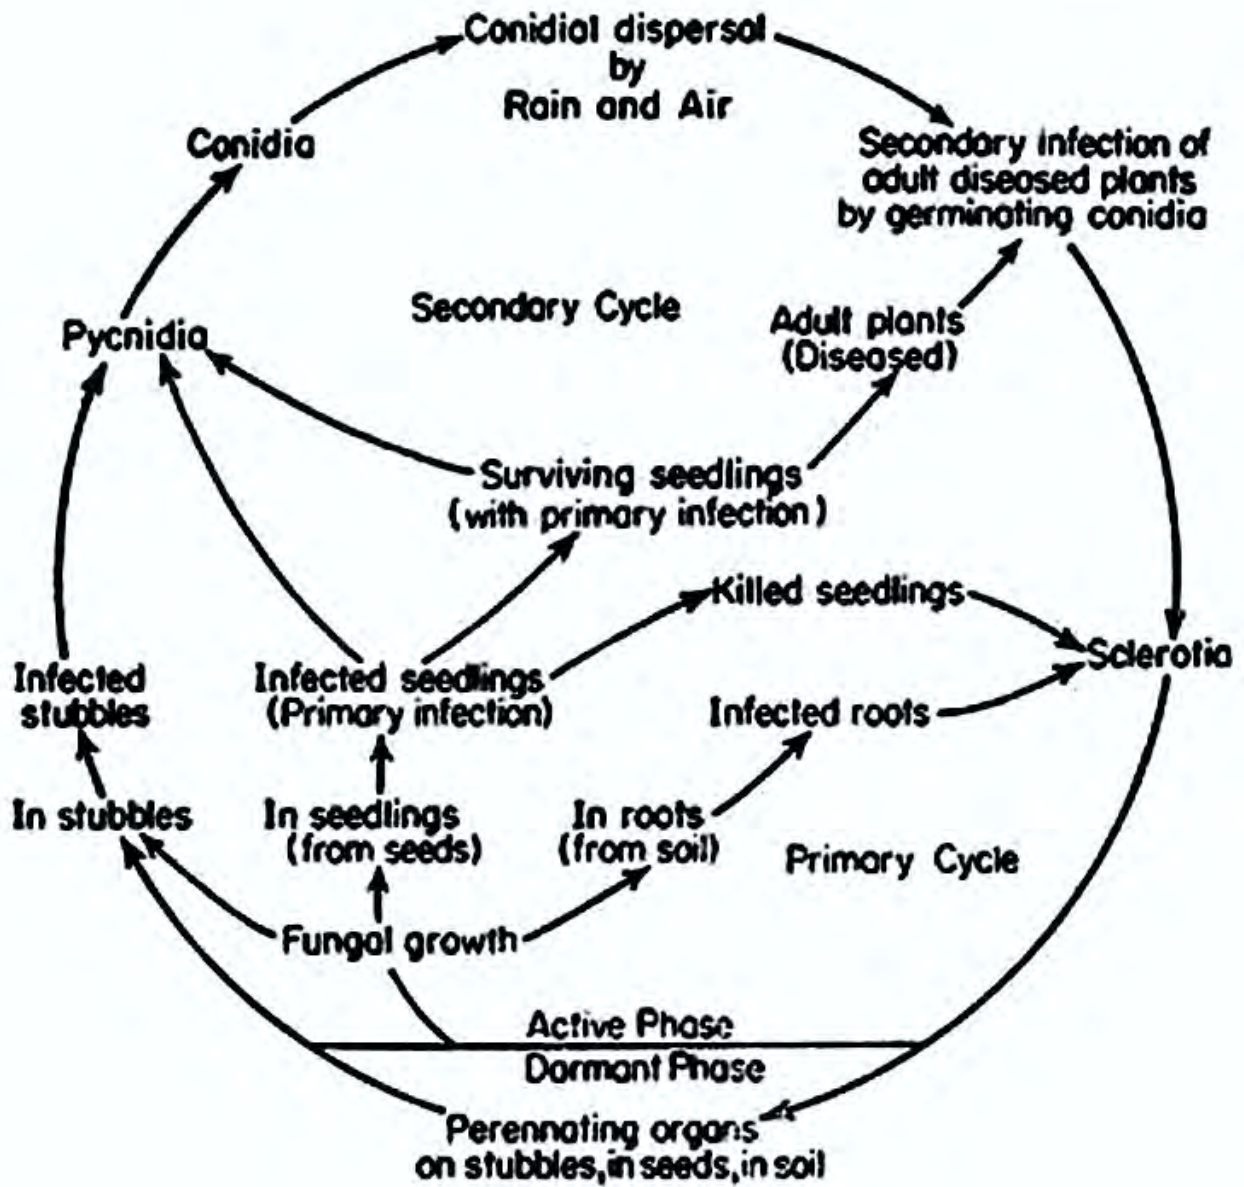 Conidial dispersal
by
Rain and Air
Conidia
Secondary Infection of
adult diseased plants
by germinating conidia
Secondary Cycle
Pycnidia
Adult plants
(Diseased)
Surviving seedlings
(with primary infection)
Killed seedlings
Sclerotia
Infected
stubbles
Infected seedlings
(Primary infection)
Infected roots
In stubbles
In seedlings
(from seeds)
In roots
(from soil)
Primary Cycle
Fungal growth
Active Phase
Dormant Phase
Perennating organs
on stubbles, in seeds, in soil